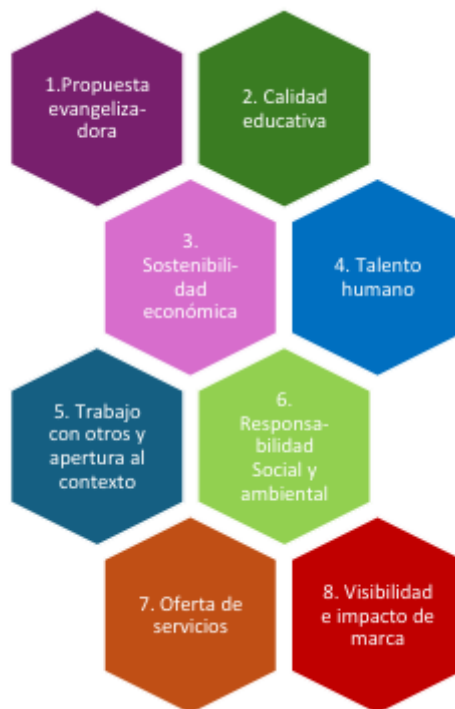 1.Propuesta
evangeliza-
dora
2. Calidad
educativa
3.
Sostenibili-
dad
económica
4. Talento
humano
5. Trabajo
con otros y
apertura al
contexto
6.
Responsa-
bilidad
Social y
ambiental
7. Oferta de
servicios
8. Visibilidad
e impacto de
marca